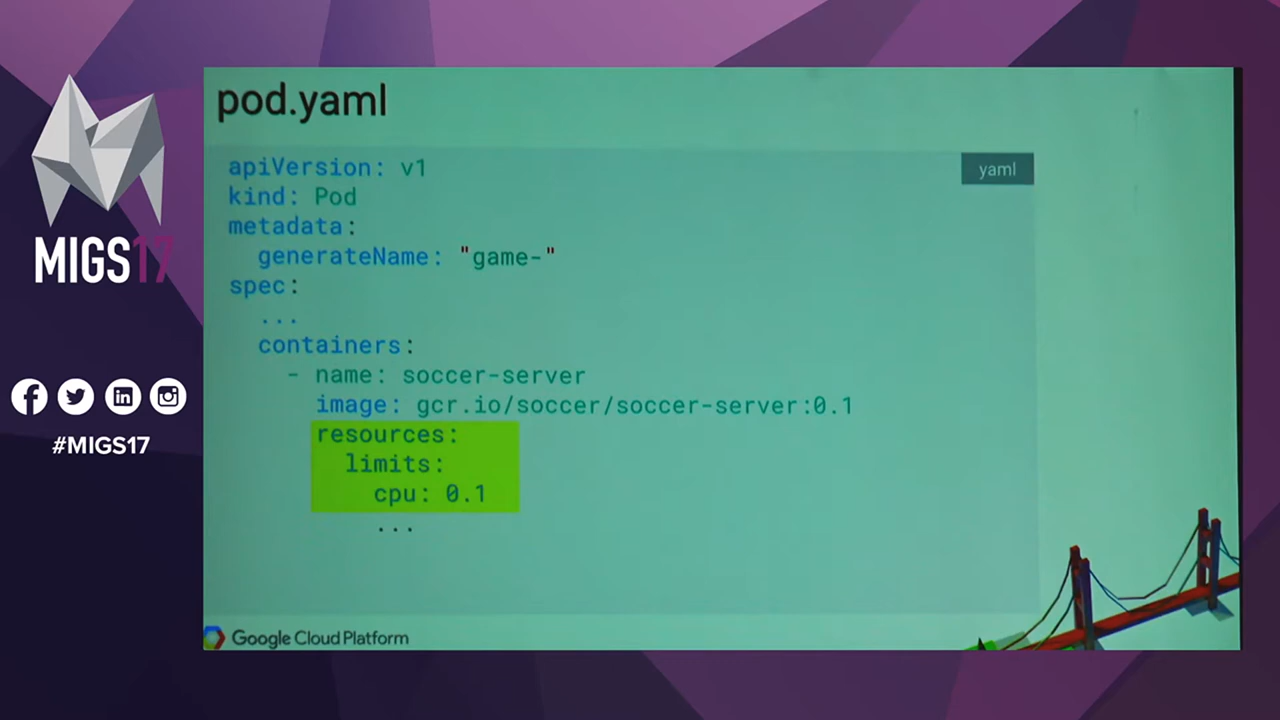 pod.yaml
yaml
apiVersion: v1
kind: Pod
metadata:
  generateName: "game-"
spec:
  ...
  containers:
    - name: soccer-server
      image: gcr.io/soccer/soccer-server:0.1
      resources:
        limits:
          cpu: 0.1
          ...
Google Cloud Platform
MIGS17
#MIGS17